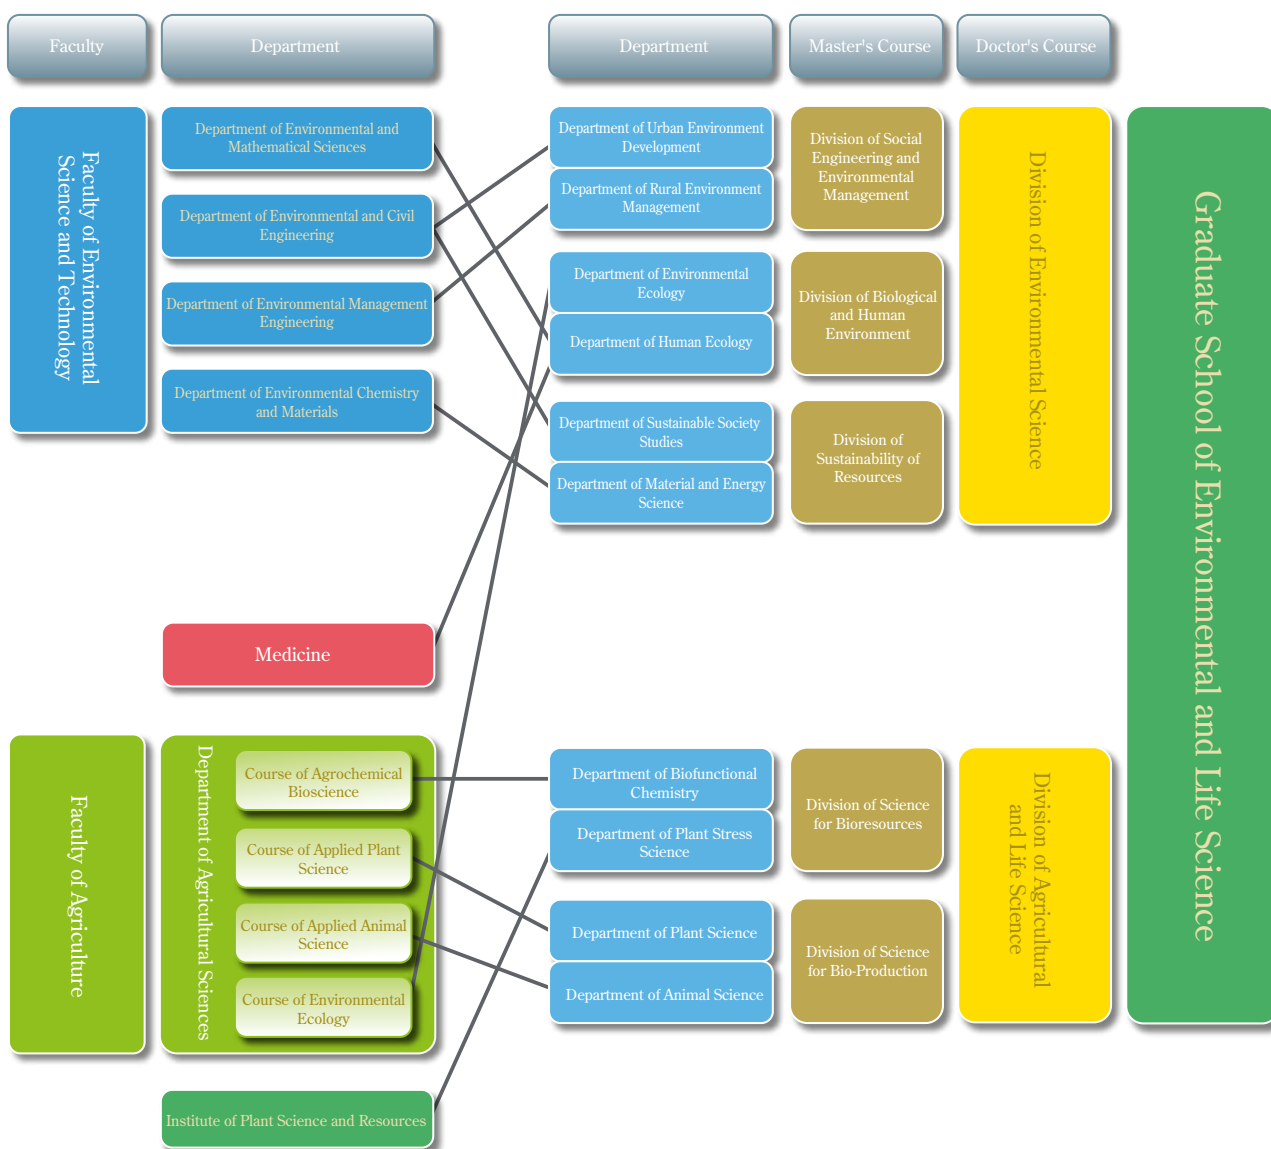 Faculty
Department
Department
Master's Course
Doctor's Course
Faculty of Environmental
Science and Technology
Department of Environmental and
Mathematical Sciences
Department of Environmental and Civil
Engineering
Department of Environmental Management
Engineering
Department of Environmental Chemistry
and Materials
Department of Urban Environment
Development
Department of Rural Environment
Management
Department of Environmental
Ecology
Department of Human Ecology
Department of Sustainable Society
Studies
Department of Material and Energy
Science
Division of Social
Engineering and
Environmental
Management
Division of Biological
and Human
Environment
Division of
Sustainability of
Resources
Division of Environmental Science
Graduate School of Environmental and Life Science
Medicine
Faculty of Agriculture
Department of Agricultural Sciences
Course of Agrochemical
Bioscience
Course of Applied Plant
Science
Course of Applied Animal
Science
Course of Environmental
Ecology
Department of Biofunctional
Chemistry
Department of Plant Stress
Science
Department of Plant Science
Department of Animal Science
Division of Science
for Bioresources
Division of Science
for Bio-Production
Division of Agricultural
and Life Science
Institute of Plant Science and Resources